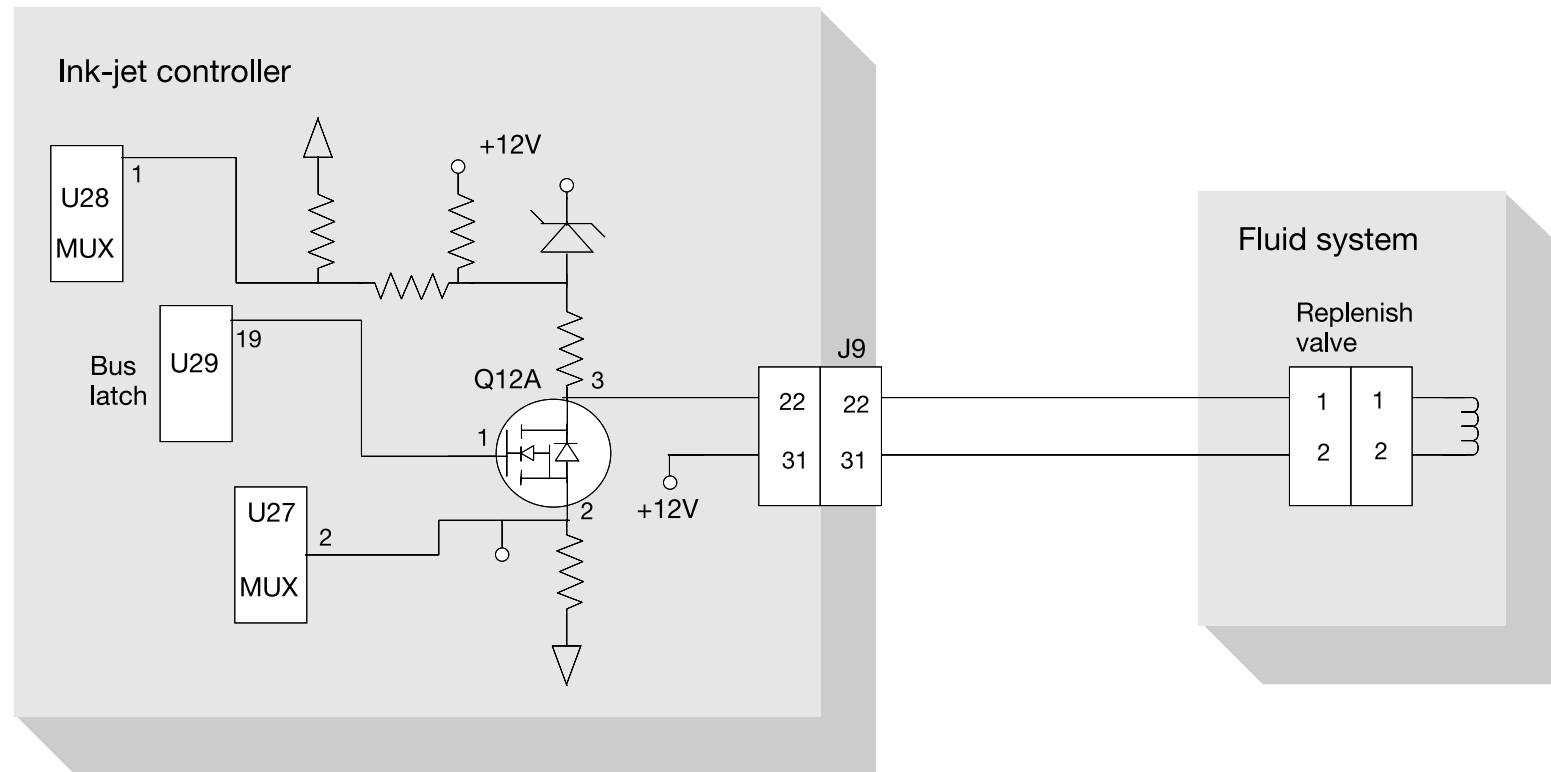 Ink-jet controller
U28
MUX
1
+12V
Bus
latch
U29
19
Q12A
3
1
2
U27
MUX
2
+12V
J9
22
22
31
31
Fluid system
Replenish
valve
1
1
2
2